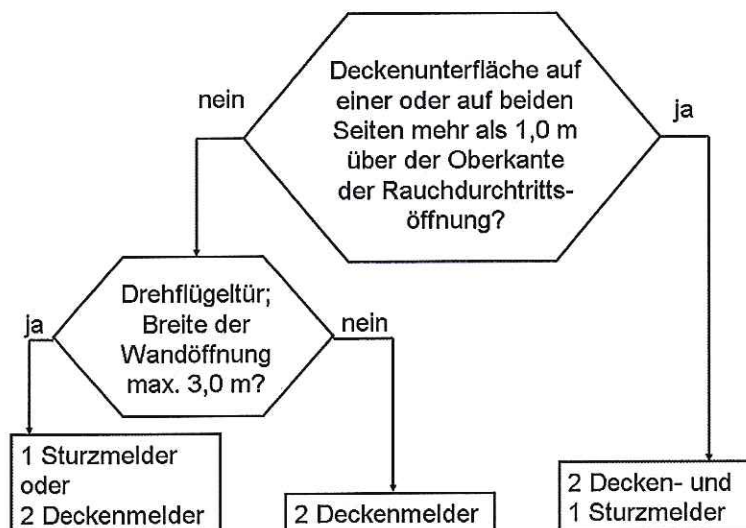 Deckenunterfläche auf
einer oder auf beiden
Seiten mehr als 1,0 m
über der Oberkante
der Rauchdurchtritts-
öffnung?
nein
ja
Drehflügeltür;
Breite der
Wandöffnung
max. 3,0 m?
ja
nein
1 Sturzmelder
oder
2 Deckenmelder
2 Deckenmelder
2 Decken- und
1 Sturzmelder